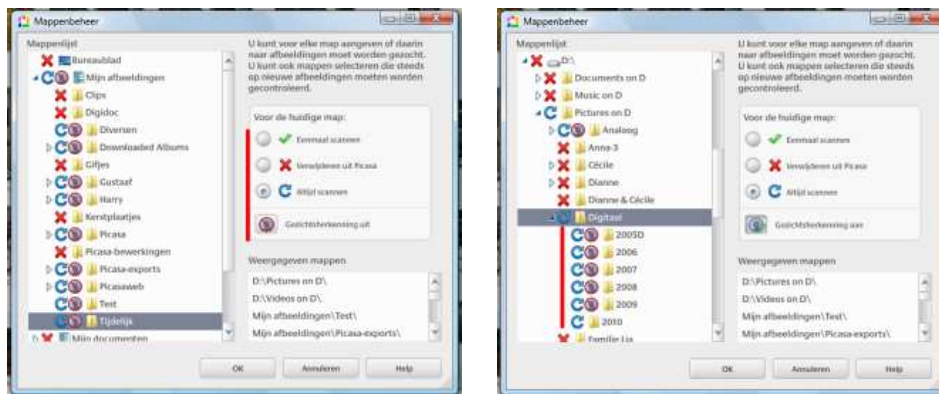 Mappenbeheer
Mappenlijst
Bureaublad
Mijn afbeeldingen
Clips
Digidoc
Diversen
Downloaded Albums
Gifjes
Gustaaf
Harry
Kerstplaatjes
Picasa
Picasa-bewerkingen
Picasa-exports
Picasaweb
Test
Tijdelijk
Mijn documenten
U kunt voor elke map aangeven of daarin
naar afbeeldingen moet worden gezocht.
U kunt ook mappen selecteren die steeds
op nieuwe afbeeldingen moeten worden
gecontroleerd.
Voor de huidige map:
Eenmaal scannen
Verwijderen uit Picasa
Altijd scannen
Gezichtsherkenning uit
Weergegeven mappen
D:\Pictures on D\
D:\Videos on D\
Mijn afbeeldingen\Test\
Mijn afbeeldingen\Picasa-exports\
OK
Annuleren
Help
Mappenbeheer
Mappenlijst
D:\
Documents on D
Music on D
Pictures on D
Analoog
Anna-3
Cécile
Dianne
Dianne & Cécile
Digitaal
2005D
2006
2007
2008
2009
2010
Familie Lia
U kunt voor elke map aangeven of daarin
naar afbeeldingen moet worden gezocht.
U kunt ook mappen selecteren die steeds
op nieuwe afbeeldingen moeten worden
gecontroleerd.
Voor de huidige map:
Eenmaal scannen
Verwijderen uit Picasa
Altijd scannen
Gezichtsherkenning aan
Weergegeven mappen
D:\Pictures on D\
D:\Videos on D\
Mijn afbeeldingen\Test\
Mijn afbeeldingen\Picasa-exports\
OK
Annuleren
Help